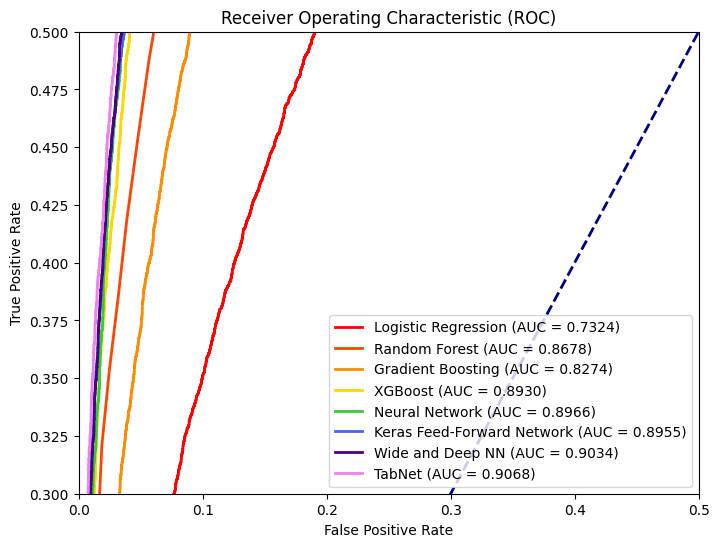 Receiver Operating Characteristic (ROC)
True Positive Rate
0.500
0.475
0.450
0.425
0.400
0.375
0.350
0.325
0.300
Logistic Regression (AUC = 0.7324)
Random Forest (AUC = 0.8678)
Gradient Boosting (AUC = 0.8274)
XGBoost (AUC = 0.8930)
Neural Network (AUC = 0.8966)
Keras Feed-Forward Network (AUC = 0.8955)
Wide and Deep NN (AUC = 0.9034)
TabNet (AUC = 0.9068)
0.0 0.1 0.2 0.3 0.4 0.5
False Positive Rate